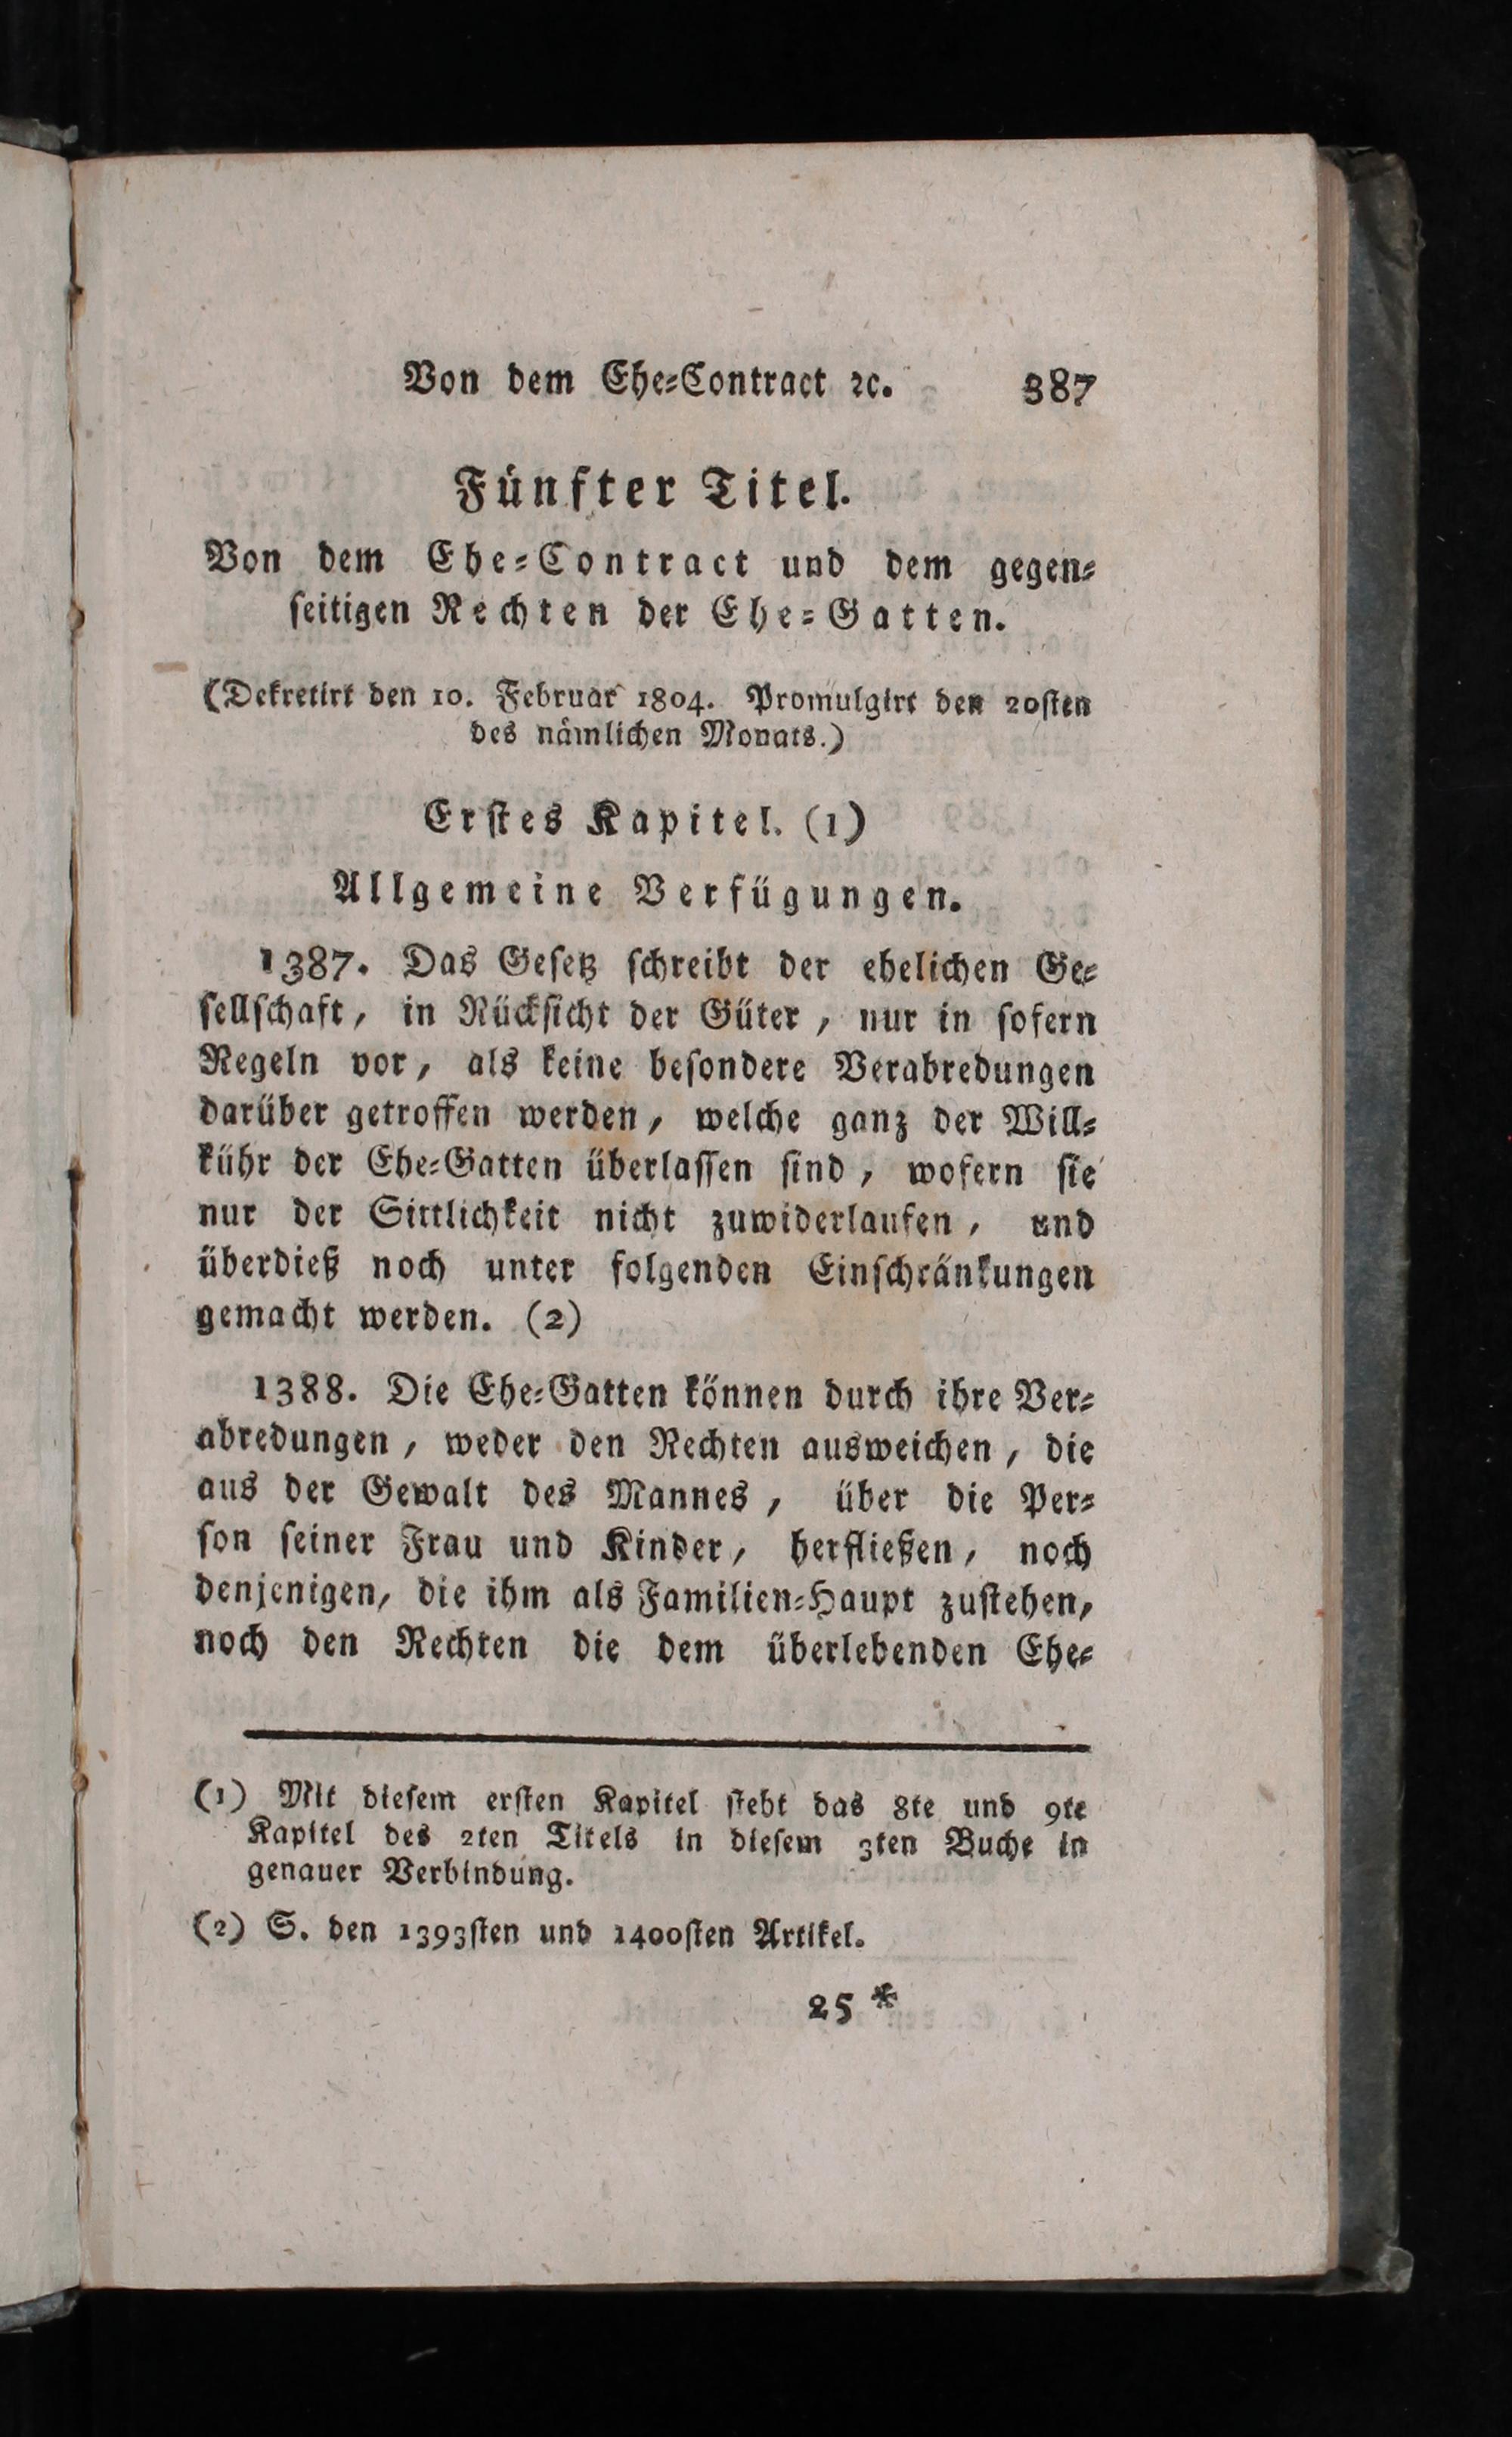 Von dem Ehe-Contract ꝛc. 387
Fünfter Titel.
Von dem Ehe-Contract und dem gegen-
seitigen Rechten der Ehe-Gatten.
(Dekretirt den 10. Februar 1804. Promulgirt den 20sten
des nämlichen Monats.)
Erstes Kapitel. (1)
Allgemeine Verfügungen.
1387. Das Gesetz schreibt der ehelichen Ge-
sellschaft, in Rücksicht der Güter, nur in sofern
Regeln vor, als keine besondere Verabredungen
darüber getroffen werden, welche ganz der Will-
kühr der Ehe-Gatten überlassen sind, wofern sie
nur der Sittlichkeit nicht zuwiderlaufen, und
überdieß noch unter folgenden Einschränkungen
gemacht werden. (2)
1388. Die Ehe-Gatten können durch ihre Ver-
abredungen, weder den Rechten ausweichen, die
aus der Gewalt des Mannes, über die Per-
son seiner Frau und Kinder, herfließen, noch
denjenigen, die ihm als Familien-Haupt zustehen,
noch den Rechten die dem überlebenden Ehe-
(1) Mit diesem ersten Kapitel steht das 8te und 9te
Kapitel des 2ten Titels in diesem 3ten Buche in
genauer Verbindung.
(2) S. den 1393sten und 1400sten Artikel.
25 *